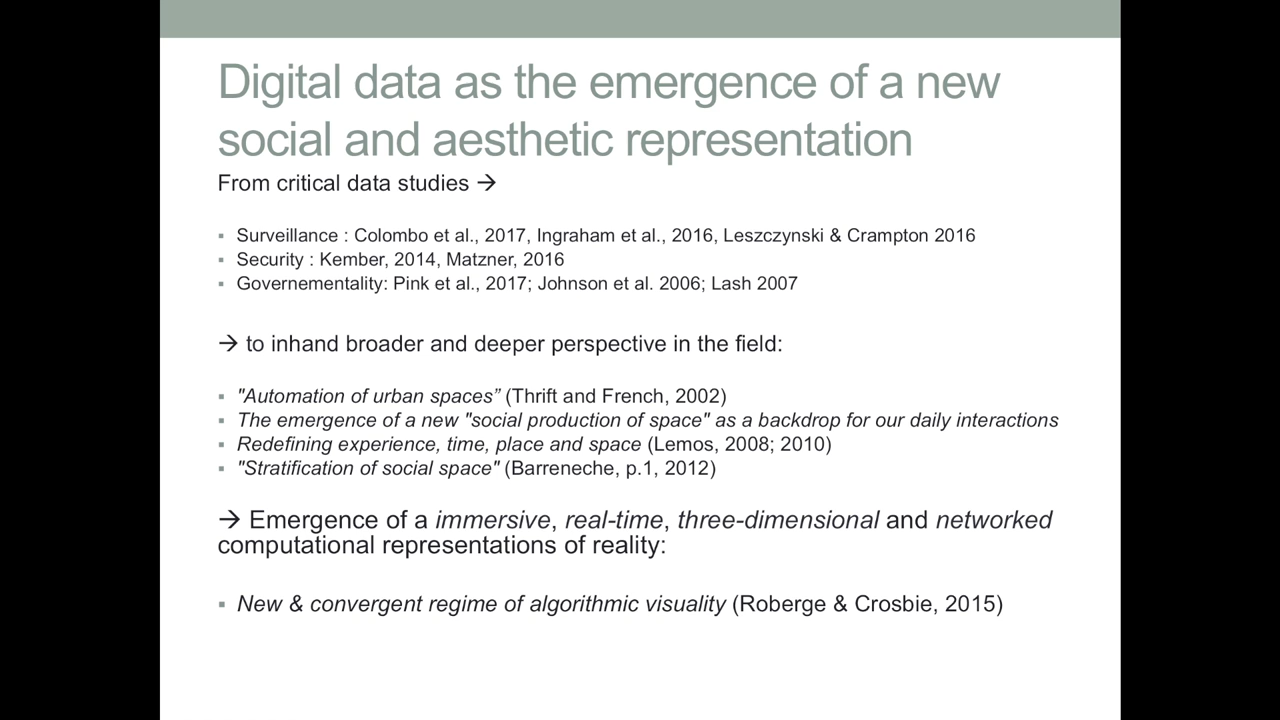 Digital data as the emergence of a new
social and aesthetic representation
From critical data studies →
▪ Surveillance : Colombo et al., 2017, Ingraham et al., 2016, Leszczynski & Crampton 2016
▪ Security : Kember, 2014, Matzner, 2016
▪ Governementality: Pink et al., 2017; Johnson et al. 2006; Lash 2007
→ to inhand broader and deeper perspective in the field:
▪ "Automation of urban spaces” (Thrift and French, 2002)
▪ The emergence of a new "social production of space" as a backdrop for our daily interactions
▪ Redefining experience, time, place and space (Lemos, 2008; 2010)
▪ "Stratification of social space" (Barreneche, p.1, 2012)
→ Emergence of a immersive, real-time, three-dimensional and networked
computational representations of reality:
▪ New & convergent regime of algorithmic visuality (Roberge & Crosbie, 2015)